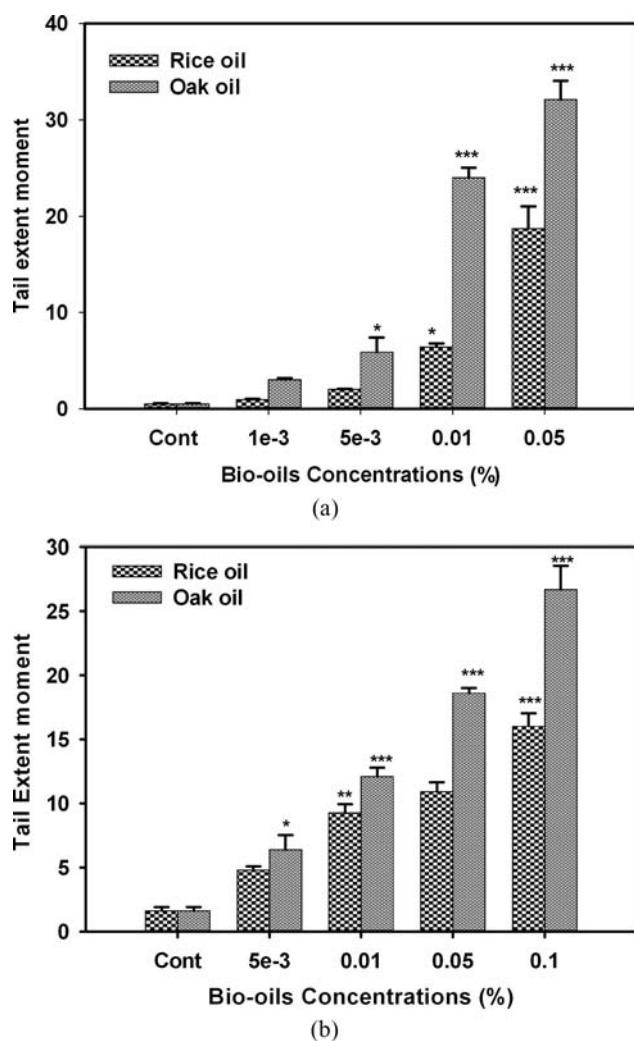 40
30
20
10
0
Tail extent moment
Rice oil
Oak oil
*
*
***
***
***
Cont 1e-3 5e-3 0.01 0.05
Bio-oils Concentrations (%)
(a)
30
25
20
15
10
5
0
Tail Extent moment
Rice oil
Oak oil
*
**
***
***
***
***
Cont 5e-3 0.01 0.05 0.1
Bio-oils Concentrations (%)
(b)